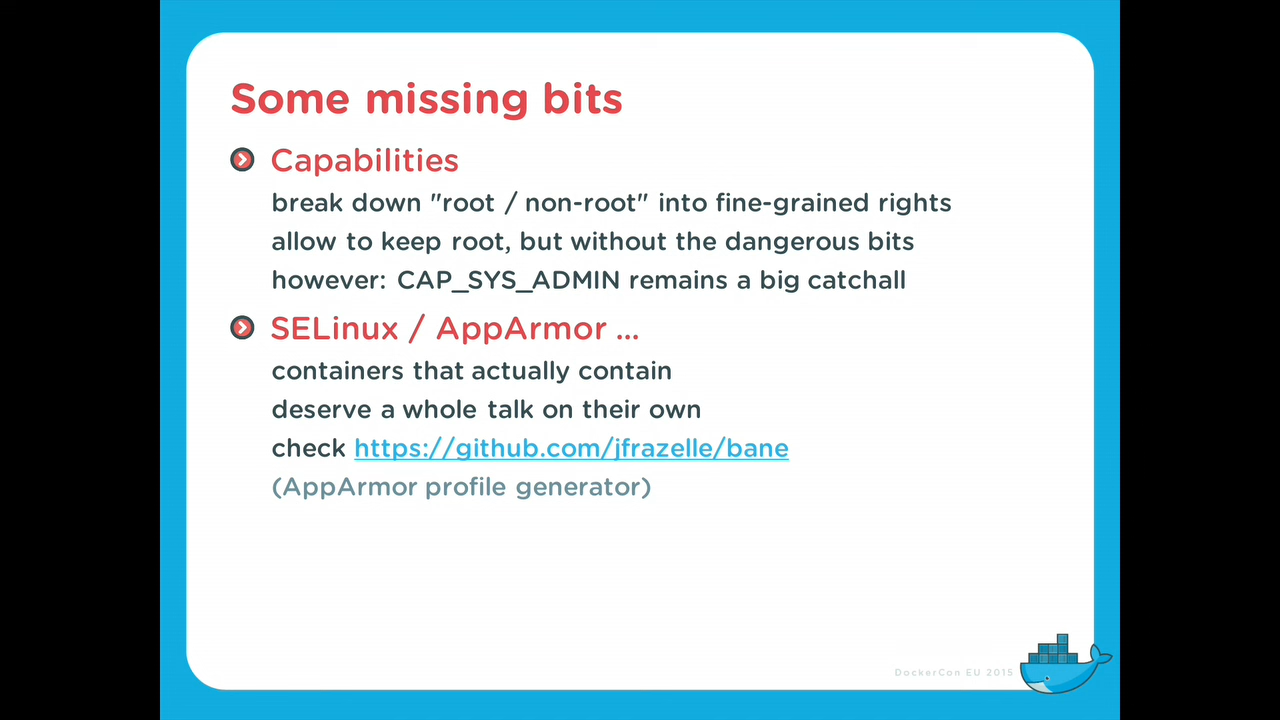 Some missing bits
Capabilities
break down "root / non-root" into fine-grained rights
allow to keep root, but without the dangerous bits
however: CAP_SYS_ADMIN remains a big catchall
SELinux / AppArmor ...
containers that actually contain
deserve a whole talk on their own
check https://github.com/jfrazelle/bane
(AppArmor profile generator)
DockerCon EU 2015